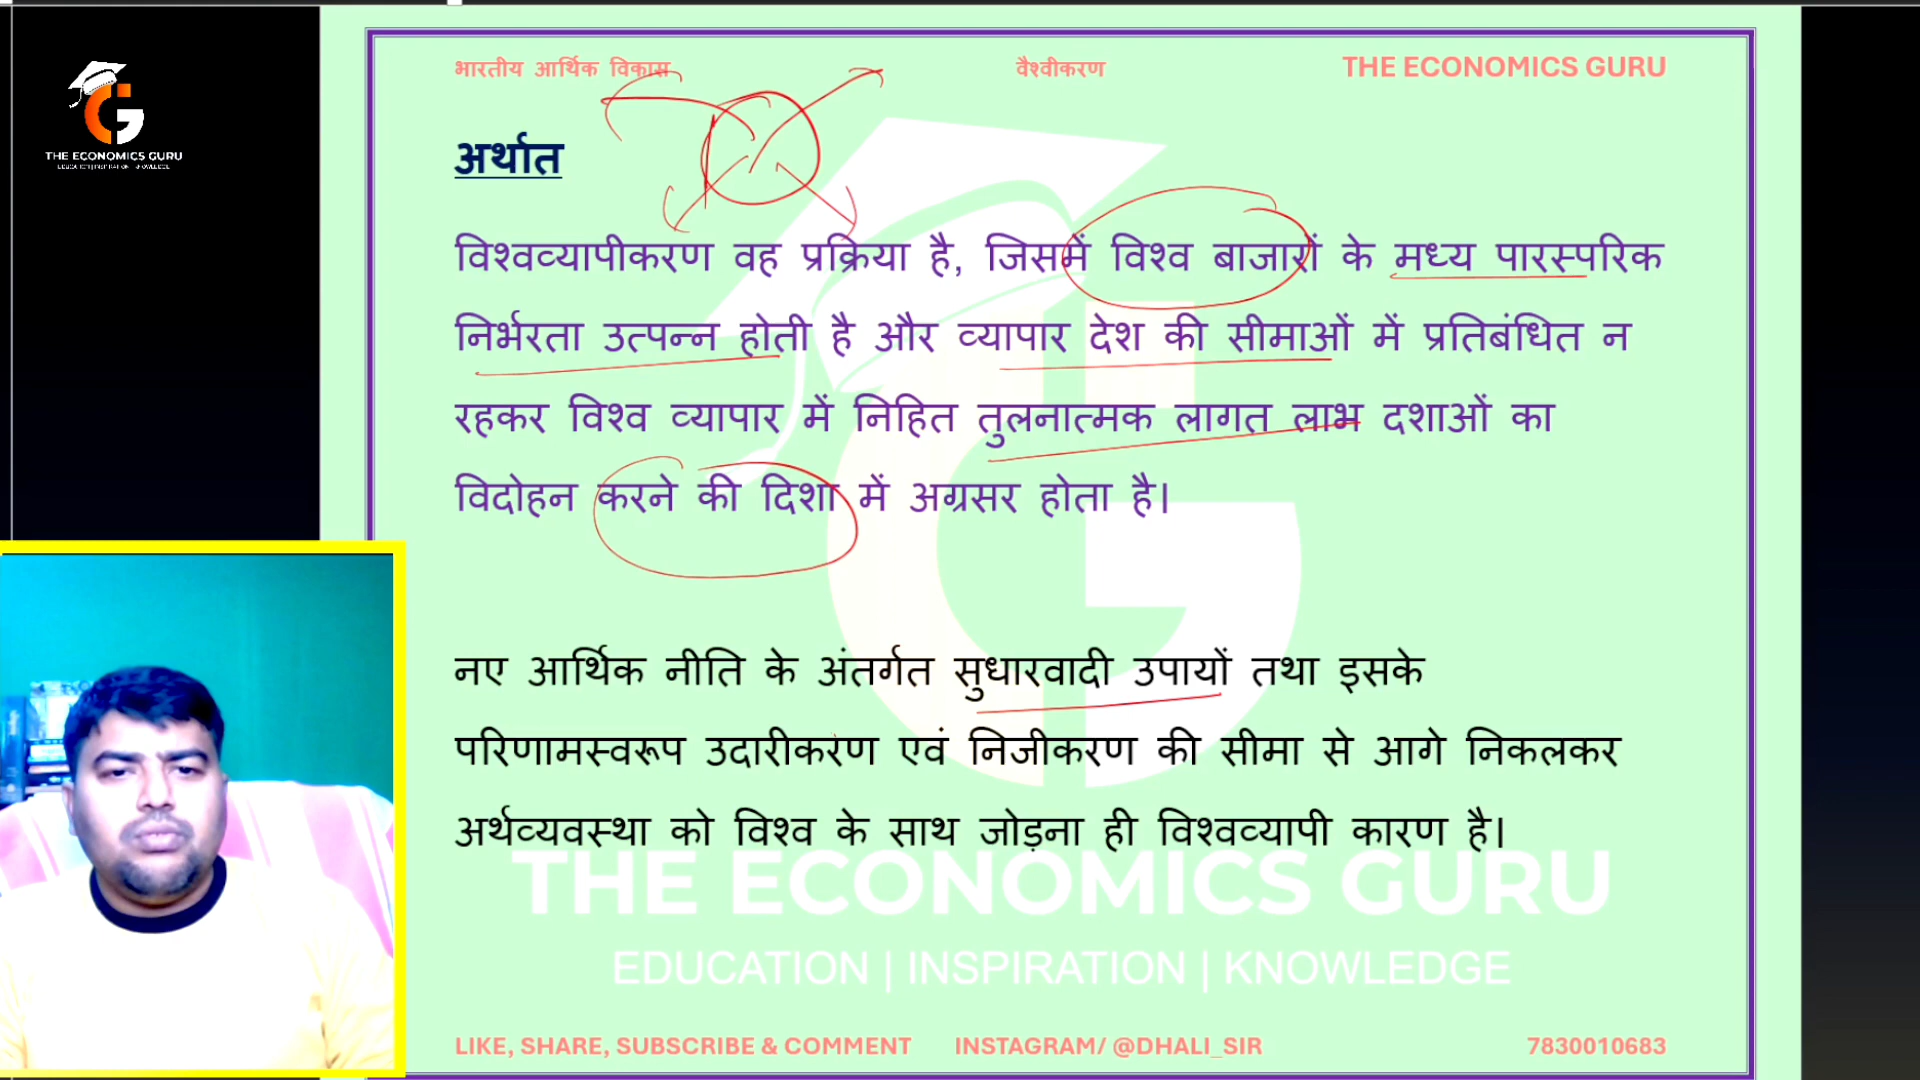 भारतीय आर्थिक विकास वैश्वीकरण THE ECONOMICS GURU
THE ECONOMICS GURU
EDUCATION|INSPIRATION|KNOWLEDGE
अर्थात
विश्वव्यापीकरण वह प्रक्रिया है, जिसमें विश्व बाजारों के मध्य पारस्परिक
निर्भरता उत्पन्न होती है और व्यापार देश की सीमाओं में प्रतिबंधित न
रहकर विश्व व्यापार में निहित तुलनात्मक लागत लाभ दशाओं का
विदोहन करने की दिशा में अग्रसर होता है।
नए आर्थिक नीति के अंतर्गत सुधारवादी उपायों तथा इसके
परिणामस्वरूप उदारीकरण एवं निजीकरण की सीमा से आगे निकलकर
अर्थव्यवस्था को विश्व के साथ जोड़ना ही विश्वव्यापी कारण है।
THE ECONOMICS GURU
EDUCATION | INSPIRATION | KNOWLEDGE
LIKE, SHARE, SUBSCRIBE & COMMENT INSTAGRAM/ @DHALI_SIR 7830010683